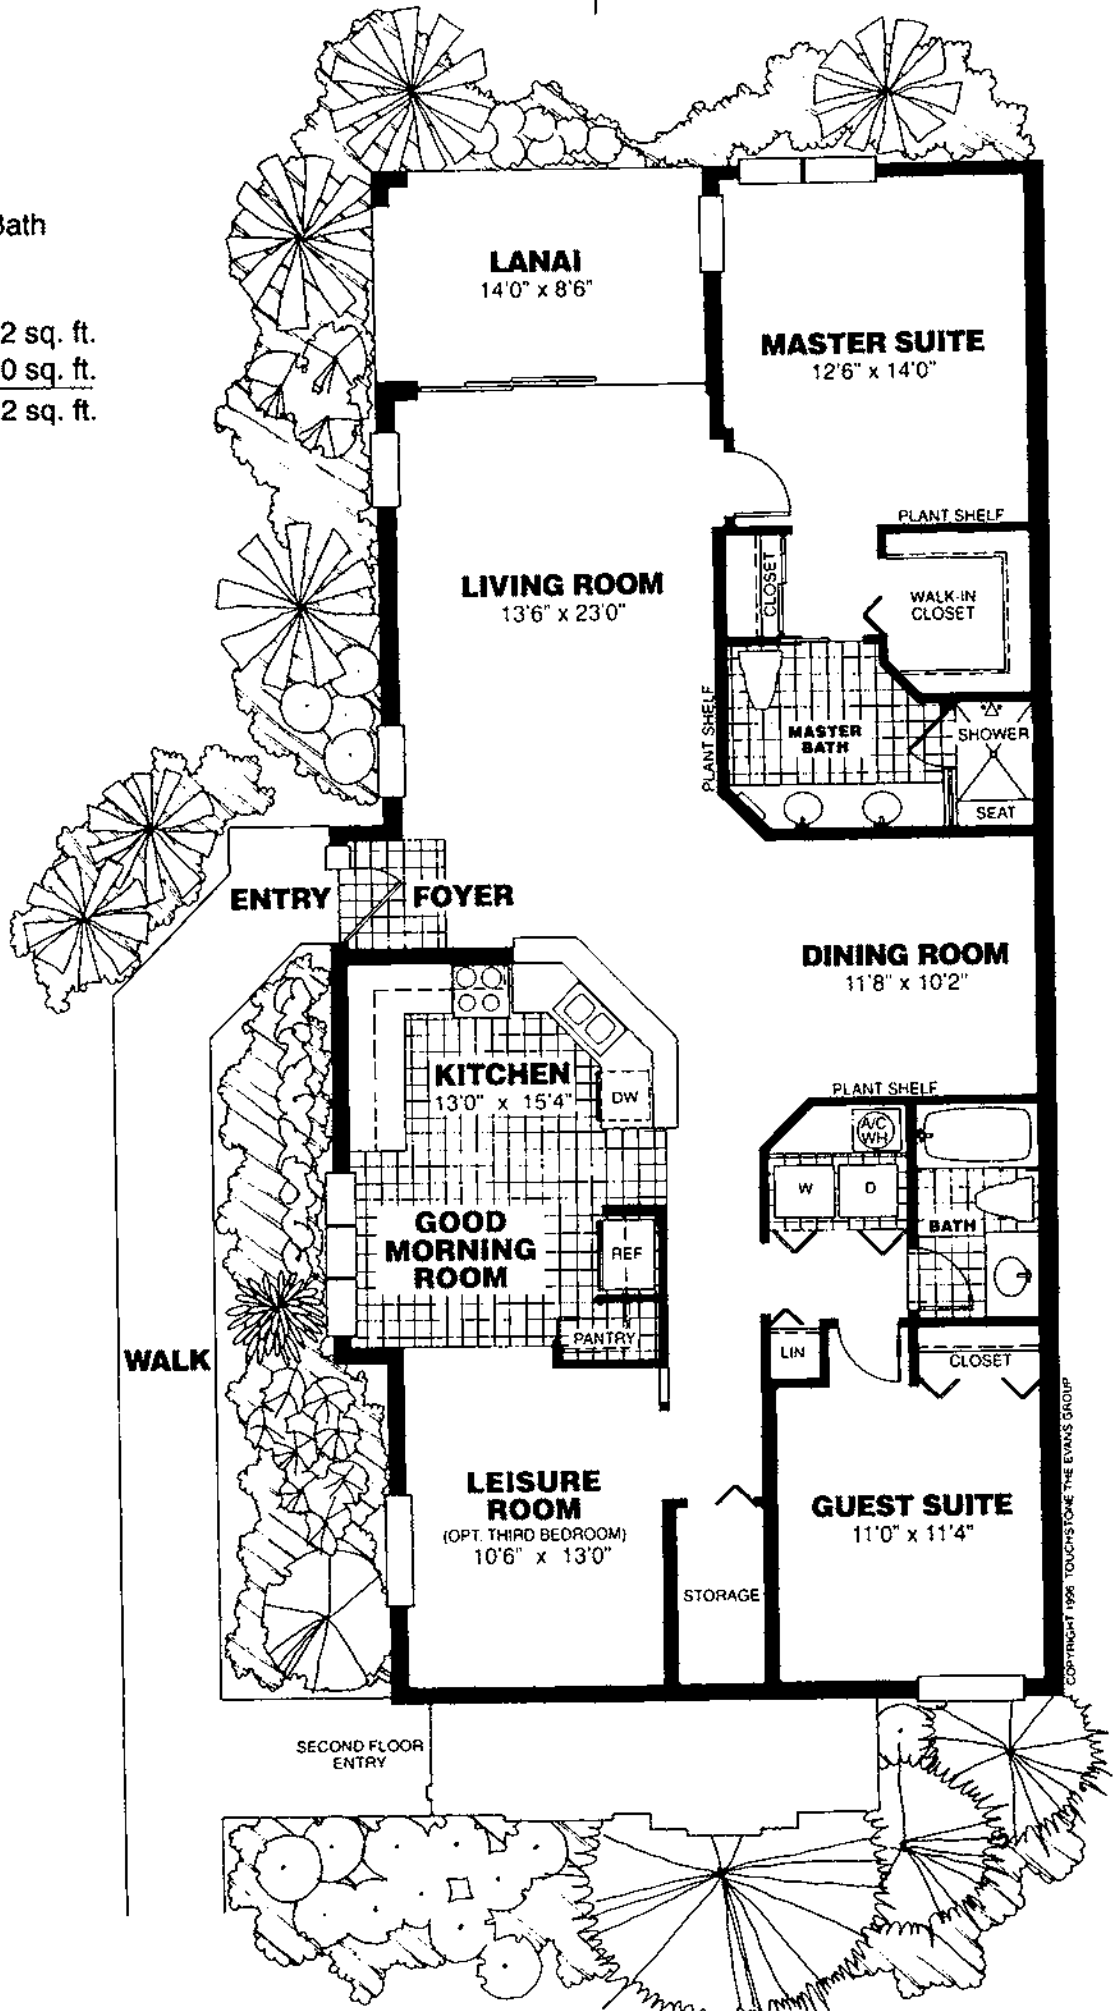 Bath
2 sq. ft.
0 sq. ft.
2 sq. ft.
LANAI
14'0" x 8'6"
MASTER SUITE
12'6" x 14'0"
PLANT SHELF
LIVING ROOM
13'6" x 23'0"
CLOSET
WALK-IN
CLOSET
PLANT SHELF
MASTER
BATH
SHOWER
SEAT
ENTRY
FOYER
DINING ROOM
11'8" x 10'2"
KITCHEN
13'0" x 15'4"
DW
PLANT SHELF
A/C
WH
W
D
BATH
GOOD
MORNING
ROOM
REF
PANTRY
LIN
CLOSET
WALK
LEISURE
ROOM
(OPT. THIRD BEDROOM)
10'6" x 13'0"
GUEST SUITE
11'0" x 11'4"
STORAGE
COPYRIGHT 1996 TOUCHSTONE THE EVANS GROUP
SECOND FLOOR
ENTRY